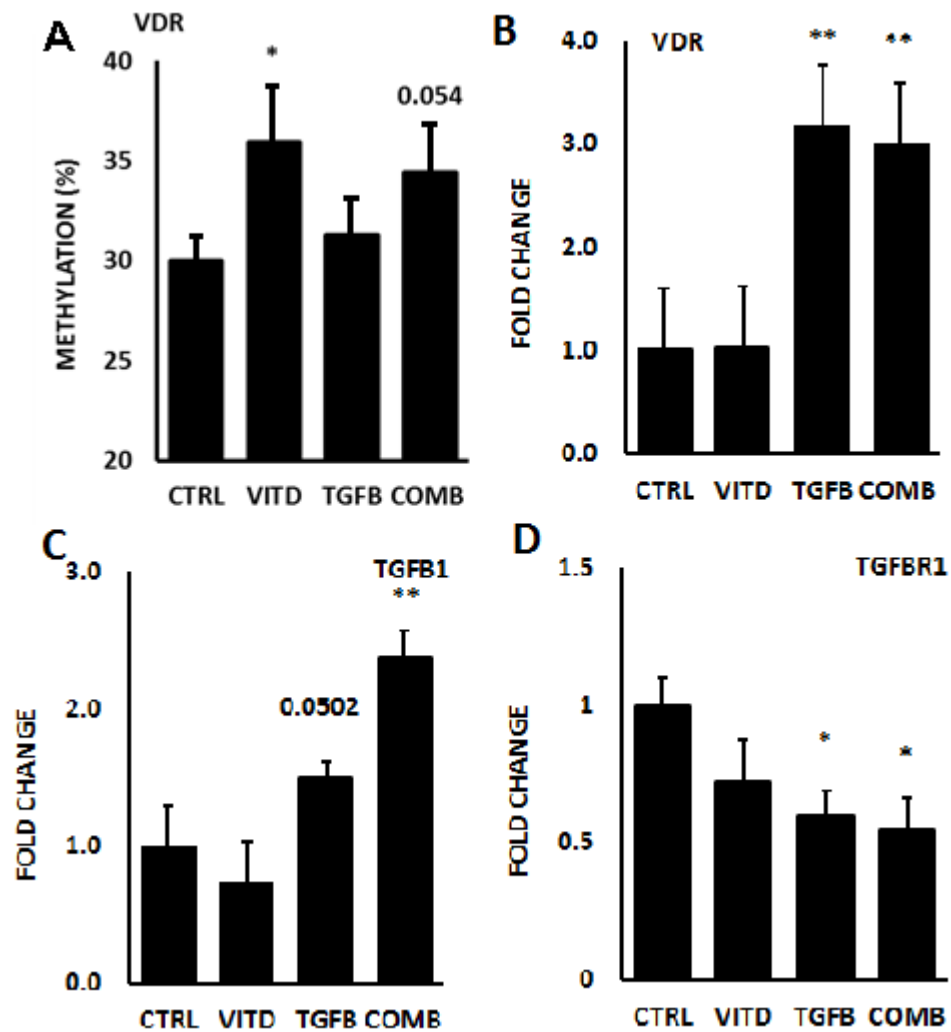 A VDR
METHYLATION (%)
*
0.054
40
35
30
25
20
CTRL VITD TGFB COMB
B VDR
FOLD CHANGE
** **
4.0
3.0
2.0
1.0
0.0
CTRL VITD TGFB COMB
C
TGFB1
**
0.0502
FOLD CHANGE
3.0
2.0
1.0
0.0
CTRL VITD TGFB COMB
D
TGFBR1
FOLD CHANGE
* *
1.5
1
0.5
0
CTRL VITD TGFB COMB